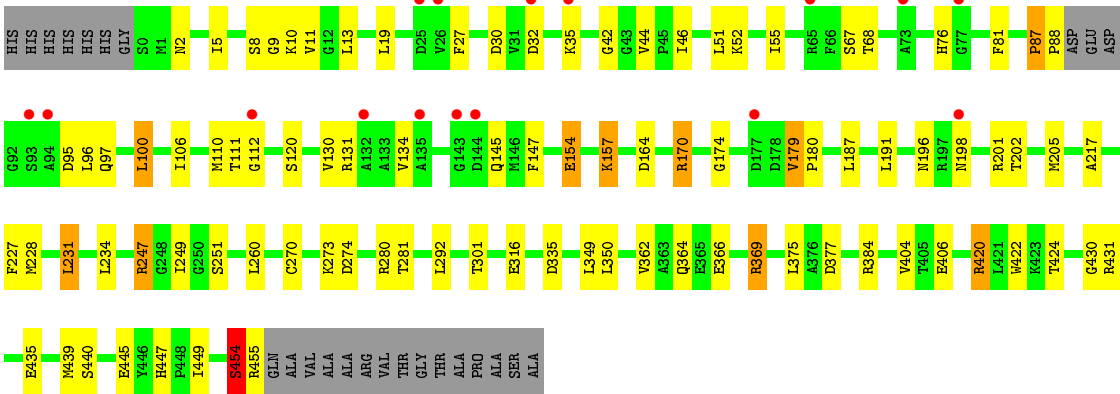 HIS HIS HIS HIS HIS HIS GLY S0 M1 N2 I5 S8 G9 K10 V11 G12 L13 L19 D25 V26 F27 D30 V31 D32 K35 G42 G43 V44 P45 I46 L51 K52 I55 R65 F66 S67 T68 A73 H76 G77 F81 P87 P88 ASP GLU ASP
G92 S93 A94 D95 L96 Q97 L100 I106 M110 T111 G112 S120 V130 R131 A132 A133 V134 A135 G143 D144 Q145 M146 F147 E154 K157 D164 R170 G174 D177 D178 V179 P180 L187 L191 N196 R197 N198 R201 T202 M205 A217
F227 M228 L231 L234 R247 G248 I249 G250 S251 L260 C270 K273 D274 R280 T281 L292 T301 E316 D335 L349 L350 V362 A363 Q364 E365 E366 R369 L375 A376 D377 R384 V404 T405 E406 R420 L421 W422 K423 T424 G430 R431
E435 M439 S440 E445 Y446 H447 P448 I449 S454 R455 GLN ALA VAL ALA ALA ARG VAL THR GLY THR ALA PRO ALA SER ALA